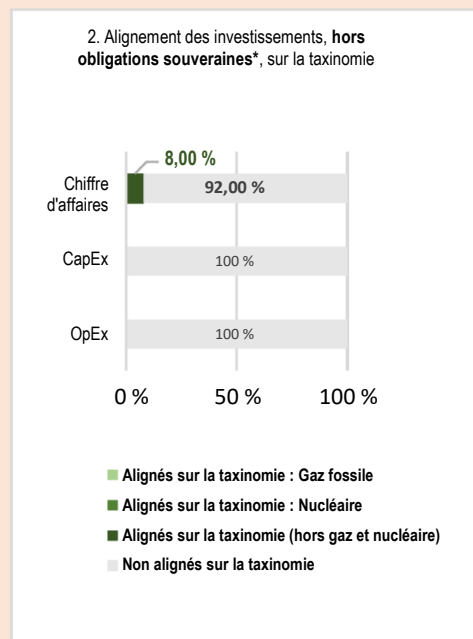 2. Alignement des investissements, hors
obligations souveraines*, sur la taxinomie
8,00 %
Chiffre
d'affaires
92,00 %
CapEx
100 %
OpEx
100 %
0 %
50 %
100 %
Alignés sur la taxinomie : Gaz fossile
Alignés sur la taxinomie : Nucléaire
Alignés sur la taxinomie (hors gaz et nucléaire)
Non alignés sur la taxinomie